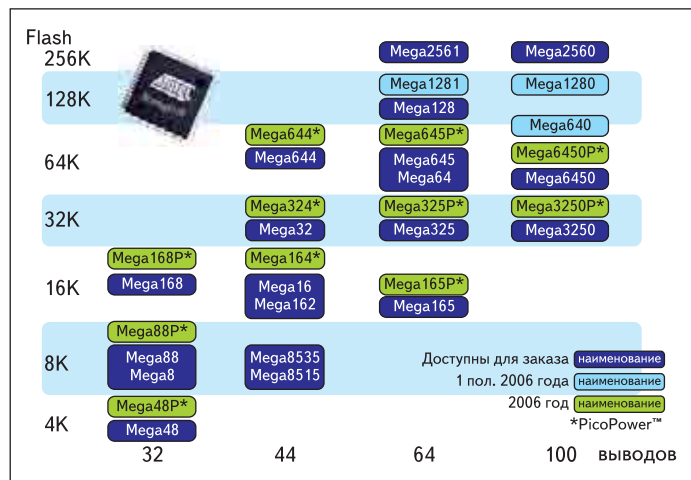 Flash
256K
Mega2561
Mega2560
ATMEL
128K
Mega1281
Mega1280
Mega128
Mega640
64K
Mega644*
Mega645P*
Mega6450P*
Mega644
Mega645
Mega64
Mega6450
32K
Mega324*
Mega325P*
Mega3250P*
Mega32
Mega325
Mega3250
16K
Mega168P*
Mega164*
Mega165P*
Mega168
Mega16
Mega162
Mega165
8K
Mega88P*
Mega88
Mega8
Mega8535
Mega8515
Доступны для заказа наименование
1 пол. 2006 года наименование
2006 год наименование
*PicoPower™
4K
Mega48P*
Mega48
32 44 64 100 выводов